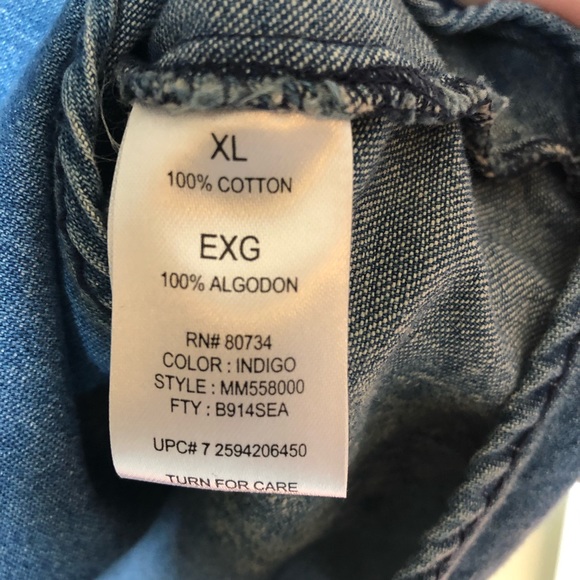 XL
100% COTTON
EXG
100% ALGODON
RN# 80734
COLOR : INDIGO
STYLE : MM558000
FTY : B914SEA
UPC# 7 2594206450
TURN FOR CARE